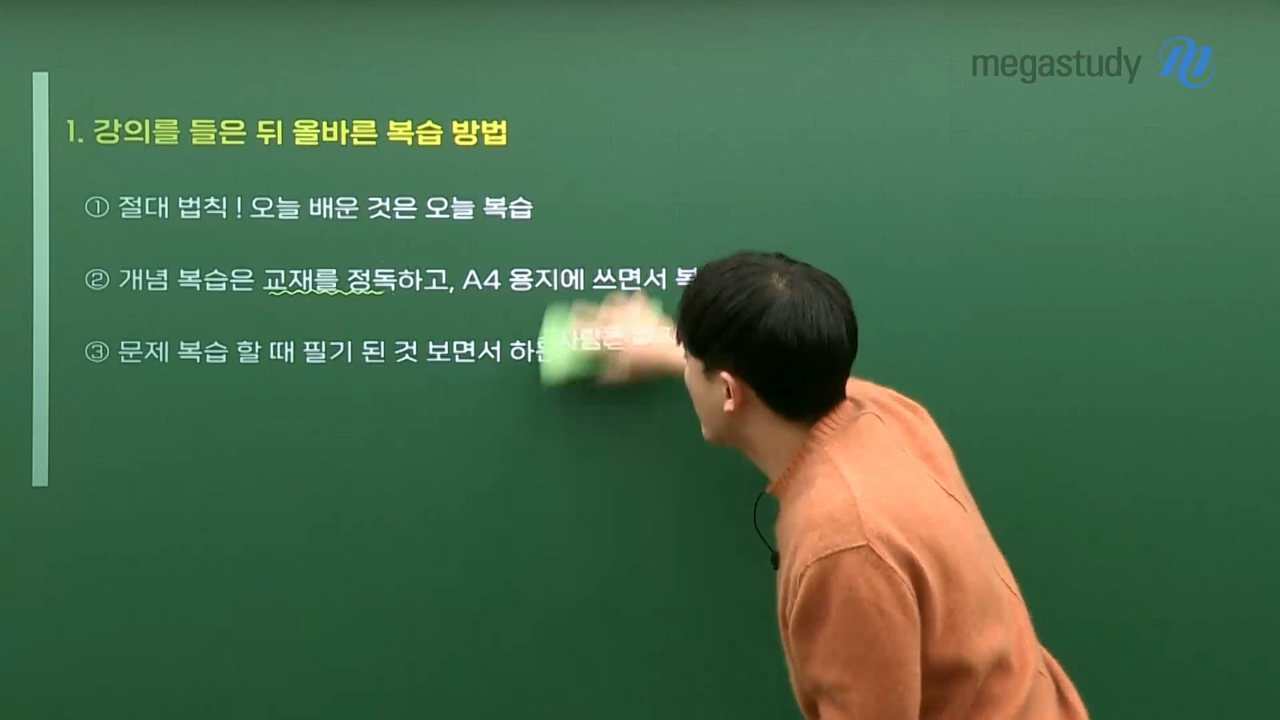 megastudy
1. 강의를 들은 뒤 올바른 복습 방법
① 절대 법칙! 오늘 배운 것은 오늘 복습
② 개념 복습은 교재를 정독하고, A4 용지에 쓰면서
③ 문제 복습 할 때 필기 된 것 보면서